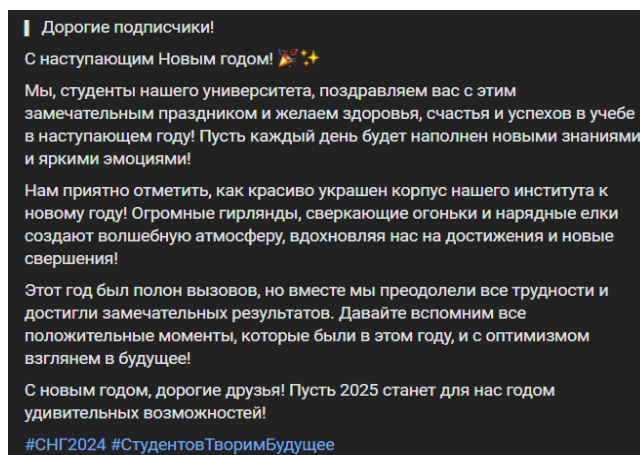 Дорогие подписчики!
С наступающим Новым годом! 🎉✨
Мы, студенты нашего университета, поздравляем вас с этим
замечательным праздником и желаем здоровья, счастья и успехов в учебе
в наступающем году! Пусть каждый день будет наполнен новыми знаниями
и яркими эмоциями!
Нам приятно отметить, как красиво украшен корпус нашего института к
новому году! Огромные гирлянды, сверкающие огоньки и нарядные елки
создают волшебную атмосферу, вдохновляя нас на достижения и новые
свершения!
Этот год был полон вызовов, но вместе мы преодолели все трудности и
достигли замечательных результатов. Давайте вспомним все
положительные моменты, которые были в этом году, и с оптимизмом
взглянем в будущее!
С новым годом, дорогие друзья! Пусть 2025 станет для нас годом
удивительных возможностей!
#СНГ2024 #СтудентовТворимБудущее